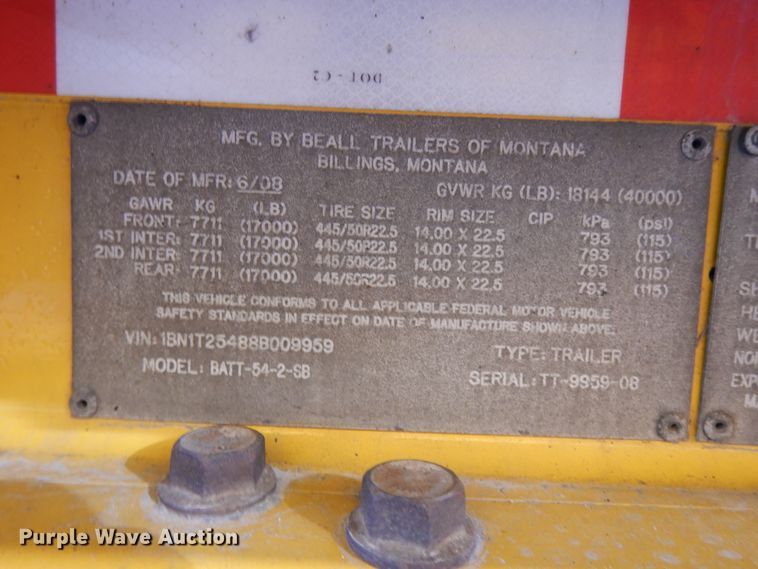 DOT-C2
MFG. BY BEALL TRAILERS OF MONTANA
BILLINGS, MONTANA
DATE OF MFR: 6/08 GVWR KG (LB): 18144 (40000)
GAWR KG (LB) TIRE SIZE RIM SIZE CIP kPa (psi)
FRONT: 7711 (17000) 445/50R22.5 14.00 X 22.5 793 (115)
1ST INTER: 7711 (17000) 445/50R22.5 14.00 X 22.5 793 (115)
2ND INTER: 7711 (17000) 445/50R22.5 14.00 X 22.5 793 (115)
REAR: 7711 (17000) 445/50R22.5 14.00 X 22.5 793 (115)
THIS VEHICLE CONFORMS TO ALL APPLICABLE FEDERAL MOTOR VEHICLE
SAFETY STANDARDS IN EFFECT ON DATE OF MANUFACTURE SHOWN ABOVE.
VIN: 1BN1T25488B009959 TYPE: TRAILER
MODEL: BATT-54-2-SB SERIAL: TT-9959-08
Purple Wave Auction